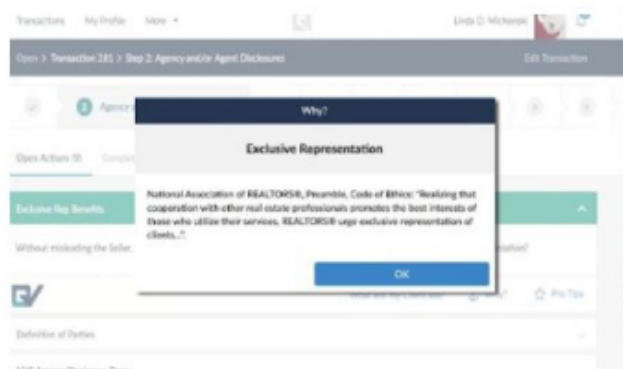 Transactions My Profile More
Linda D.
Open > Transaction 281 > Step 2: Agency and/or Agent Disclosures Edit Transaction
2 Agency
Why?
Exclusive Representation
Open Actions
National Association of REALTORS®, Preamble, Code of Ethics: "Realizing that
cooperation with other real estate professionals promotes the best interests of
those who utilize their services, REALTORS® urge exclusive representation of
clients...".
Exclusive Rep Benefits
Without misleading the Seller,
OK
Why? Pro Tips
Definition of Parties